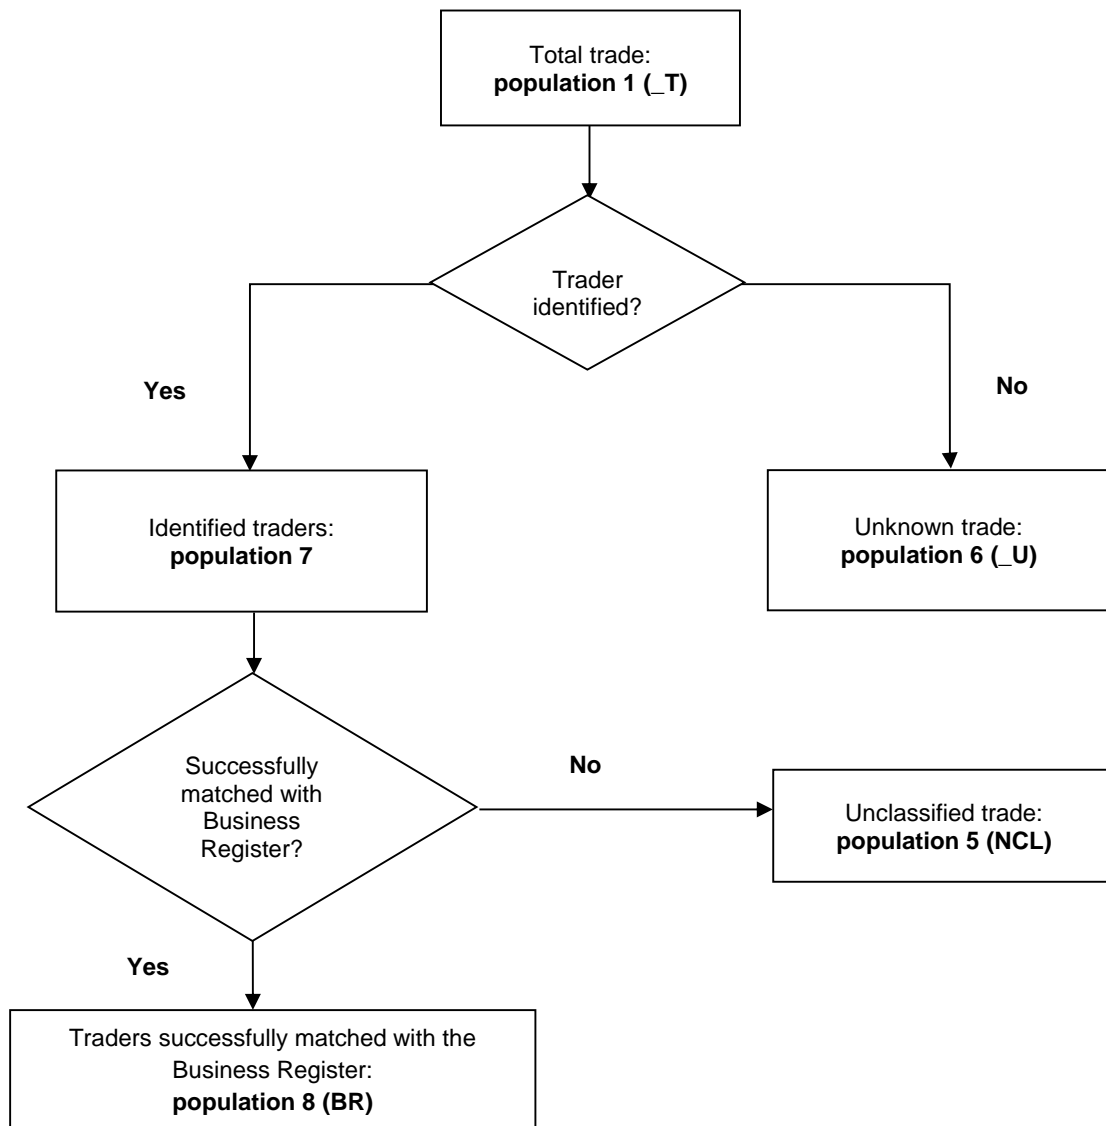 Total trade:
population 1 (_T)
Trader
identified?
Yes
No
Identified traders:
population 7
Unknown trade:
population 6 (_U)
Successfully
matched with
Business
Register?
No
Unclassified trade:
population 5 (NCL)
Yes
Traders successfully matched with the
Business Register:
population 8 (BR)